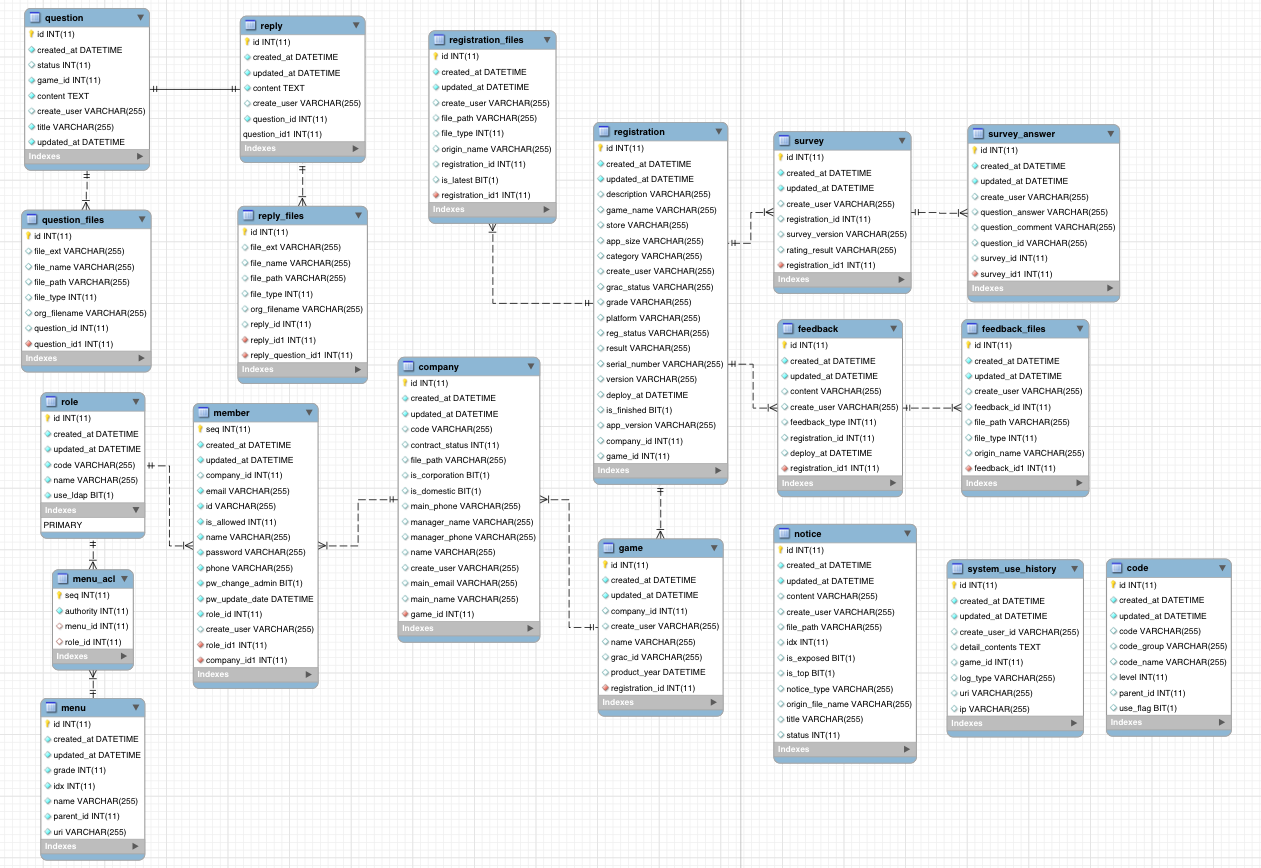 question
id INT(11)
created_at DATETIME
status INT(11)
game_id INT(11)
content TEXT
create_user VARCHAR(255)
title VARCHAR(255)
updated_at DATETIME
Indexes
reply
id INT(11)
created_at DATETIME
updated_at DATETIME
content TEXT
create_user VARCHAR(255)
question_id INT(11)
question_id1 INT(11)
Indexes
registration_files
id INT(11)
created_at DATETIME
updated_at DATETIME
create_user VARCHAR(255)
file_path VARCHAR(255)
file_type INT(11)
origin_name VARCHAR(255)
registration_id INT(11)
is_latest BIT(1)
registration_id1 INT(11)
Indexes
registration
id INT(11)
created_at DATETIME
updated_at DATETIME
description VARCHAR(255)
game_name VARCHAR(255)
store VARCHAR(255)
app_size VARCHAR(255)
category VARCHAR(255)
create_user VARCHAR(255)
grac_status VARCHAR(255)
grade VARCHAR(255)
platform VARCHAR(255)
reg_status VARCHAR(255)
result VARCHAR(255)
serial_number VARCHAR(255)
version VARCHAR(255)
deploy_at DATETIME
is_finished BIT(1)
app_version VARCHAR(255)
company_id INT(11)
game_id INT(11)
Indexes
survey
id INT(11)
created_at DATETIME
updated_at DATETIME
create_user VARCHAR(255)
registration_id INT(11)
survey_version VARCHAR(255)
rating_result VARCHAR(255)
registration_id1 INT(11)
Indexes
survey_answer
id INT(11)
created_at DATETIME
updated_at DATETIME
create_user VARCHAR(255)
question_answer VARCHAR(255)
question_comment VARCHAR(255)
question_id VARCHAR(255)
survey_id INT(11)
survey_id1 INT(11)
Indexes
question_files
id INT(11)
file_ext VARCHAR(255)
file_name VARCHAR(255)
file_path VARCHAR(255)
file_type INT(11)
org_filename VARCHAR(255)
question_id INT(11)
question_id1 INT(11)
Indexes
reply_files
id INT(11)
file_ext VARCHAR(255)
file_name VARCHAR(255)
file_path VARCHAR(255)
file_type INT(11)
org_filename VARCHAR(255)
reply_id INT(11)
reply_id1 INT(11)
reply_question_id1 INT(11)
Indexes
feedback
id INT(11)
created_at DATETIME
updated_at DATETIME
content VARCHAR(255)
create_user VARCHAR(255)
feedback_type INT(11)
registration_id INT(11)
deploy_at DATETIME
registration_id1 INT(11)
Indexes
feedback_files
id INT(11)
created_at DATETIME
updated_at DATETIME
create_user VARCHAR(255)
feedback_id INT(11)
file_path VARCHAR(255)
file_type INT(11)
origin_name VARCHAR(255)
feedback_id1 INT(11)
Indexes
role
id INT(11)
created_at DATETIME
updated_at DATETIME
code VARCHAR(255)
name VARCHAR(255)
use_ldap BIT(1)
Indexes
PRIMARY
member
seq INT(11)
created_at DATETIME
updated_at DATETIME
company_id INT(11)
email VARCHAR(255)
id VARCHAR(255)
is_allowed INT(11)
name VARCHAR(255)
password VARCHAR(255)
phone VARCHAR(255)
pw_change_admin BIT(1)
pw_update_date DATETIME
role_id INT(11)
create_user VARCHAR(255)
role_id1 INT(11)
company_id1 INT(11)
Indexes
company
id INT(11)
created_at DATETIME
updated_at DATETIME
code VARCHAR(255)
contract_status INT(11)
file_path VARCHAR(255)
is_corporation BIT(1)
is_domestic BIT(1)
main_phone VARCHAR(255)
manager_name VARCHAR(255)
manager_phone VARCHAR(255)
name VARCHAR(255)
create_user VARCHAR(255)
main_email VARCHAR(255)
main_name VARCHAR(255)
game_id INT(11)
Indexes
game
id INT(11)
created_at DATETIME
updated_at DATETIME
company_id INT(11)
create_user VARCHAR(255)
name VARCHAR(255)
grac_id VARCHAR(255)
product_year DATETIME
registration_id INT(11)
Indexes
notice
id INT(11)
created_at DATETIME
updated_at DATETIME
content VARCHAR(255)
create_user VARCHAR(255)
file_path VARCHAR(255)
idx INT(11)
is_exposed BIT(1)
is_top BIT(1)
notice_type VARCHAR(255)
origin_file_name VARCHAR(255)
title VARCHAR(255)
status INT(11)
Indexes
system_use_history
id INT(11)
created_at DATETIME
updated_at DATETIME
create_user_id VARCHAR(255)
detail_contents TEXT
game_id INT(11)
log_type VARCHAR(255)
uri VARCHAR(255)
ip VARCHAR(255)
Indexes
code
id INT(11)
created_at DATETIME
updated_at DATETIME
code VARCHAR(255)
code_group VARCHAR(255)
code_name VARCHAR(255)
level INT(11)
parent_id INT(11)
use_flag BIT(1)
Indexes
menu_acl
seq INT(11)
authority INT(11)
menu_id INT(11)
role_id INT(11)
Indexes
menu
id INT(11)
created_at DATETIME
updated_at DATETIME
grade INT(11)
idx INT(11)
name VARCHAR(255)
parent_id INT(11)
uri VARCHAR(255)
Indexes